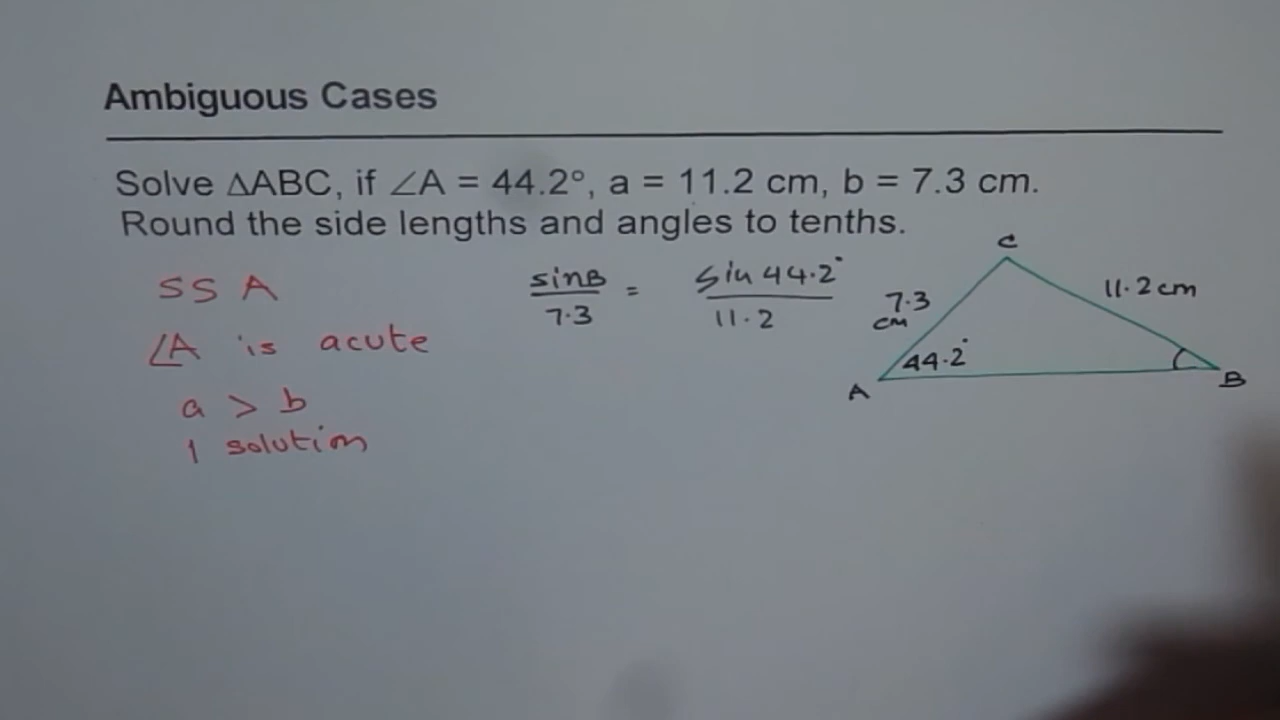 Ambiguous Cases
Solve ΔABC, if ∠A = 44.2°, a = 11.2 cm, b = 7.3 cm.
Round the side lengths and angles to tenths.
SSA
∠A is acute
a > b
1 solution
sinB / 7.3 = sin 44.2° / 11.2
C
7.3 cm
11.2 cm
44.2°
A
B